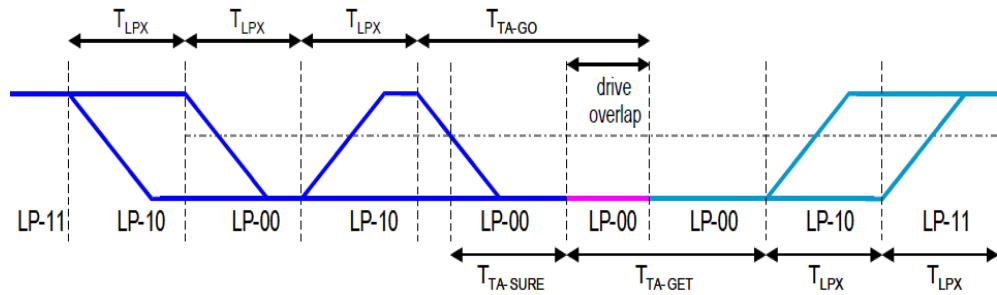 TLPX TLPX TLPX TTA-GO
drive
overlap
LP-11 LP-10 LP-00 LP-10 LP-00 LP-00 LP-00 LP-10 LP-11
TTA-SURE TTA-GET TLPX TLPX